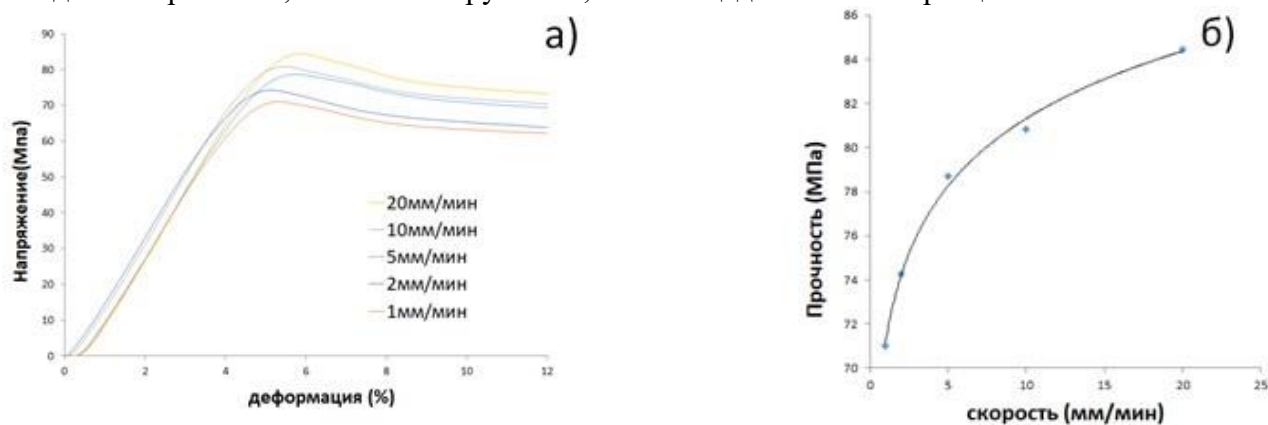 а)
90
80
70
60
50
40
30
20
10
0
Напряжение(Мпа)
20мм/мин
10мм/мин
5мм/мин
2мм/мин
1мм/мин
0 2 4 6 8 10 12
деформация (%)
б)
86
84
82
80
78
76
74
72
70
Прочность (МПа)
0 5 10 15 20 25
скорость (мм/мин)